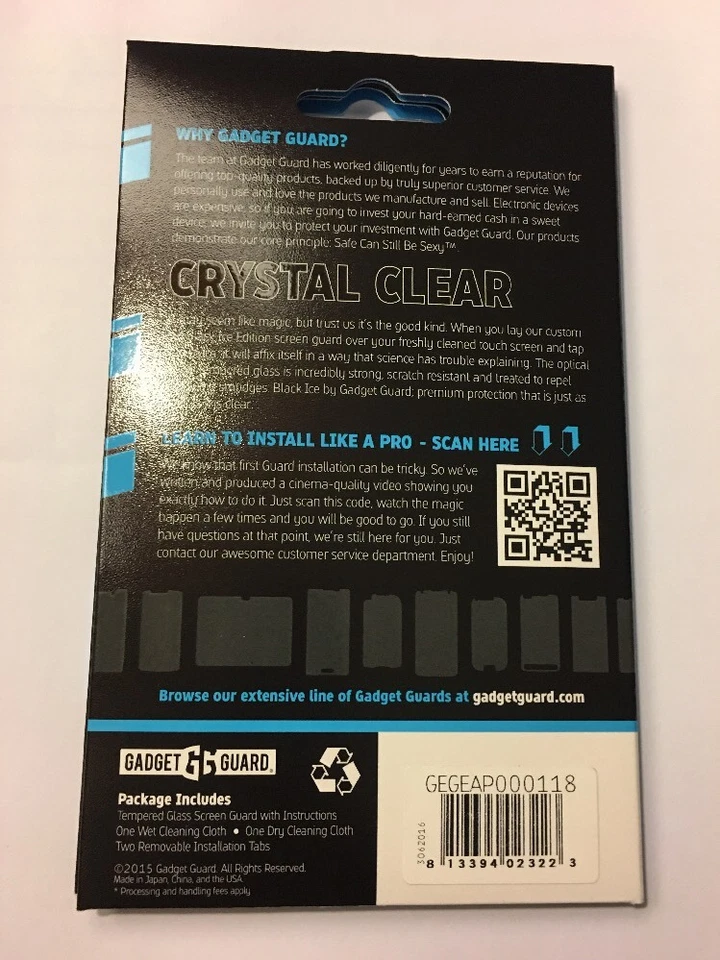 WHY GADGET GUARD?
The team at Gadget Guard has worked diligently for years to earn a reputation for
offering top-quality products, backed up by truly superior customer service. We
personally use and love the products we manufacture and sell. Electronic devices
are expensive, so if you are going to invest your hard-earned cash in a sweet
device, we invite you to protect your investment with Gadget Guard. Our products
demonstrate our core principle: Safe Can Still Be Sexy™.
CRYSTAL CLEAR
seem like magic, but trust us it's the good kind. When you lay our custom
Ice Edition screen guard over your freshly cleaned touch screen and tap
it will affix itself in a way that science has trouble explaining. The optical
glass is incredibly strong, scratch resistant and treated to repel
smudges. Black Ice by Gadget Guard: premium protection that is just as
clear.
LEARN TO INSTALL LIKE A PRO - SCAN HERE
We know that first Guard installation can be tricky. So we've
written and produced a cinema-quality video showing you
exactly how to do it. Just scan this code, watch the magic
happen a few times and you will be good to go. If you still
have questions at that point, we're still here for you. Just
contact our awesome customer service department. Enjoy!
Browse our extensive line of Gadget Guards at gadgetguard.com
GADGET GG GUARD®
Package Includes
Tempered Glass Screen Guard with Instructions
One Wet Cleaning Cloth • One Dry Cleaning Cloth
Two Removable Installation Tabs
©2015 Gadget Guard. All Rights Reserved.
Made in Japan, China, and the USA
* Processing and handling fees apply
GEGEAP000118
3062016
8 13394 02322 3